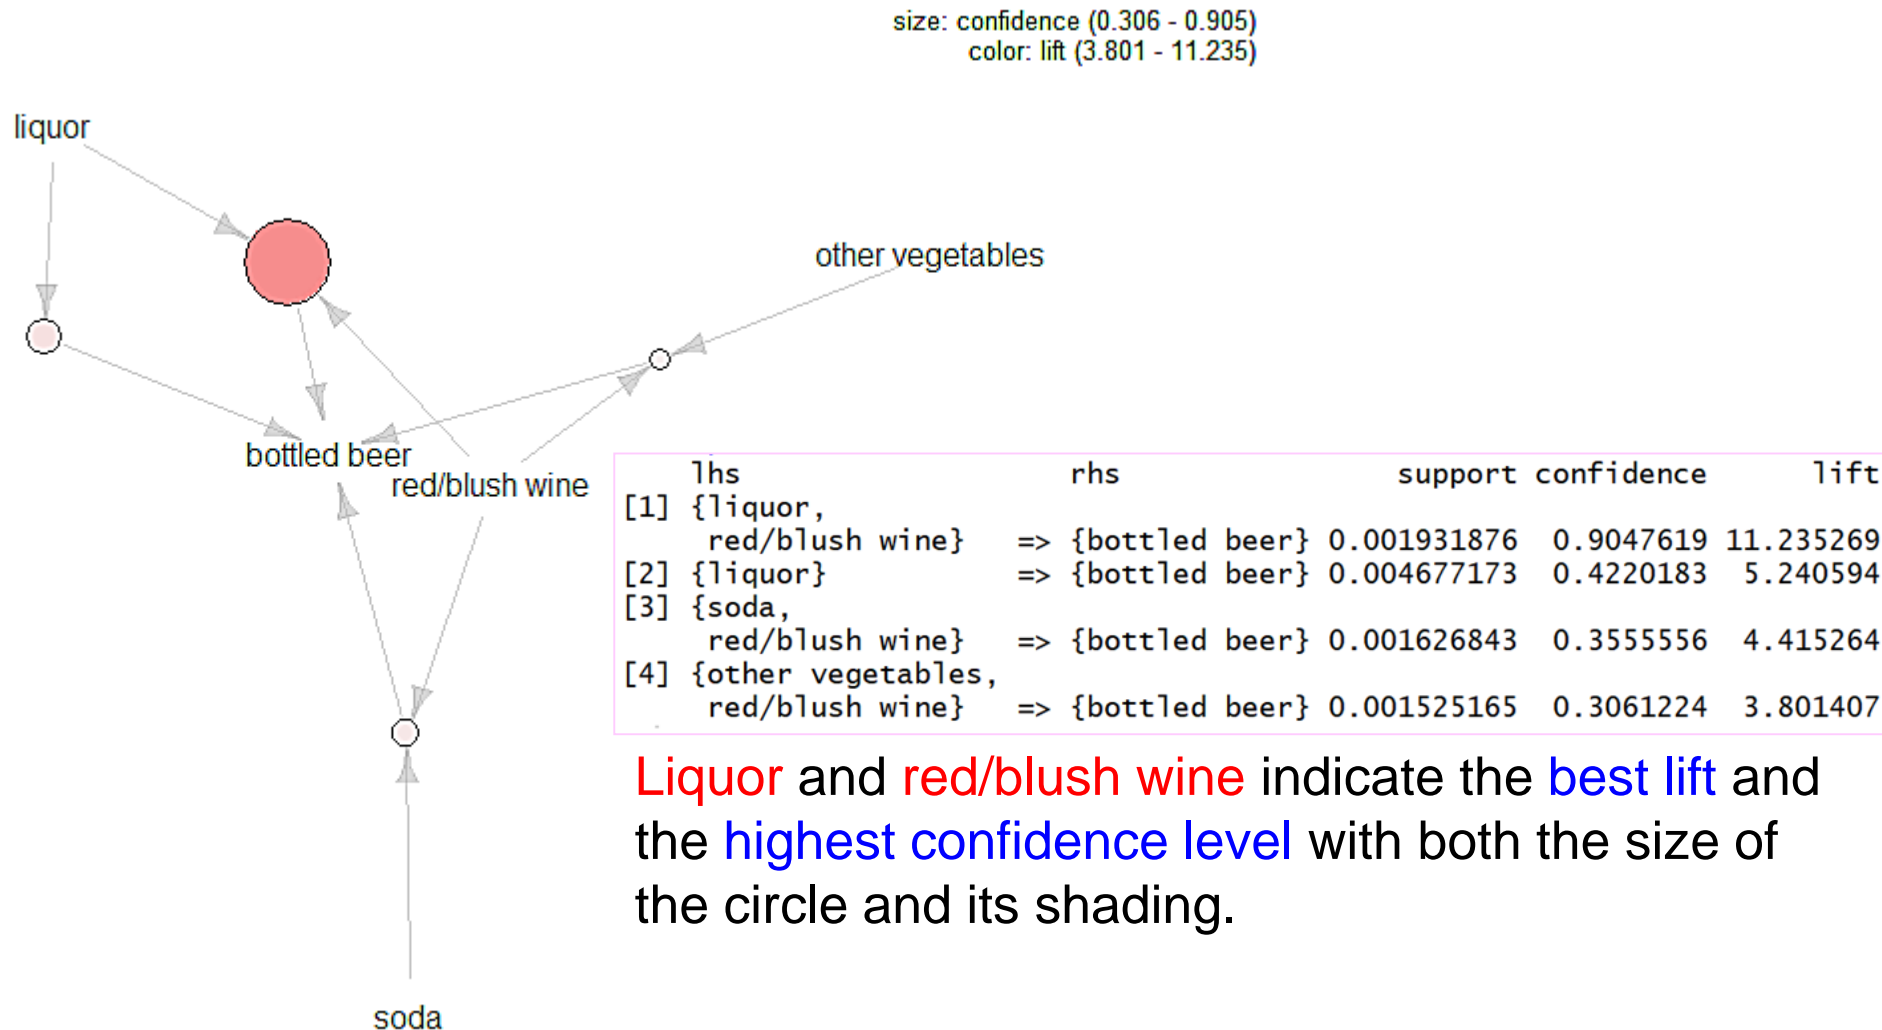 size: confidence (0.306 - 0.905)
color: lift (3.801 - 11.235)
liquor
other vegetables
bottled beer
red/blush wine
soda
lhs rhs support confidence lift
[1] {liquor,
red/blush wine} => {bottled beer} 0.001931876 0.9047619 11.235269
[2] {liquor} => {bottled beer} 0.004677173 0.4220183 5.240594
[3] {soda,
red/blush wine} => {bottled beer} 0.001626843 0.3555556 4.415264
[4] {other vegetables,
red/blush wine} => {bottled beer} 0.001525165 0.3061224 3.801407
Liquor and red/blush wine indicate the best lift and
the highest confidence level with both the size of
the circle and its shading.